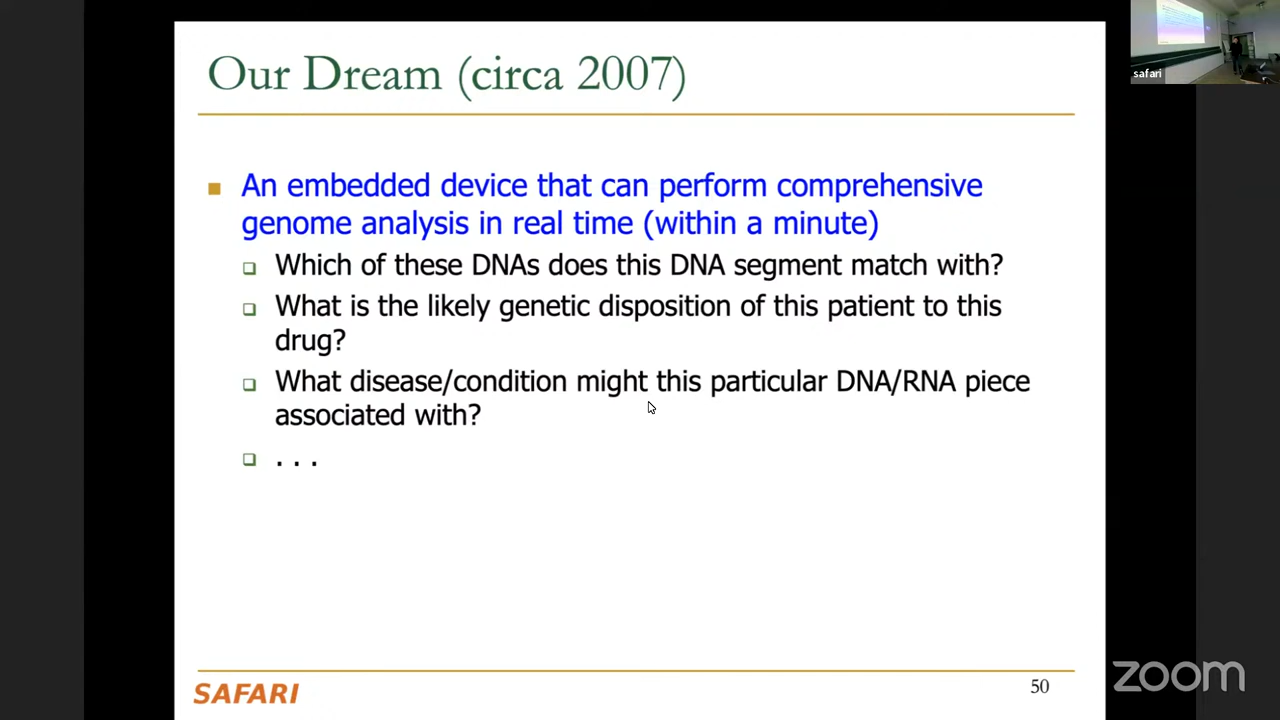 Our Dream (circa 2007)
An embedded device that can perform comprehensive
genome analysis in real time (within a minute)
Which of these DNAs does this DNA segment match with?
What is the likely genetic disposition of this patient to this
drug?
What disease/condition might this particular DNA/RNA piece
associated with?
. . .
SAFARI
50
safari
zoom